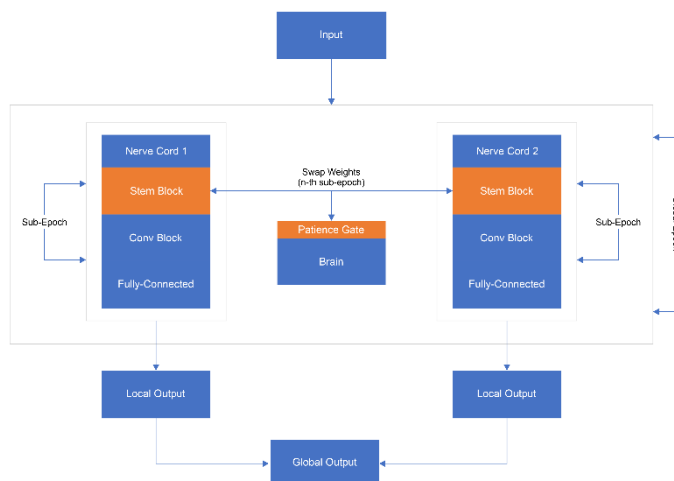 Input
Nerve Cord 1
Stem Block
Conv Block
Fully-Connected
Sub-Epoch
Swap Weights
(n-th sub-epoch)
Patience Gate
Brain
Nerve Cord 2
Stem Block
Conv Block
Fully-Connected
Sub-Epoch
Local Output
Local Output
Global Output